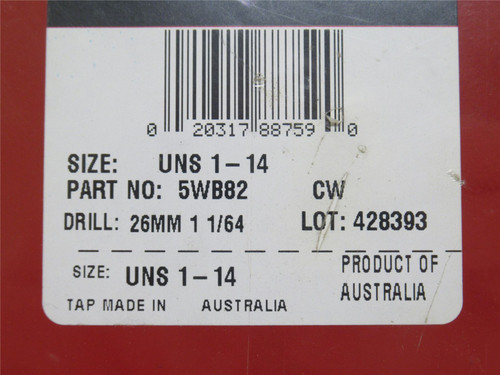 0 20317 88759 0
SIZE: UNS 1-14
PART NO: 5WB82 CW
DRILL: 26MM 1 1/64 LOT: 428393
SIZE: UNS 1-14 PRODUCT OF
TAP MADE IN AUSTRALIA AUSTRALIA